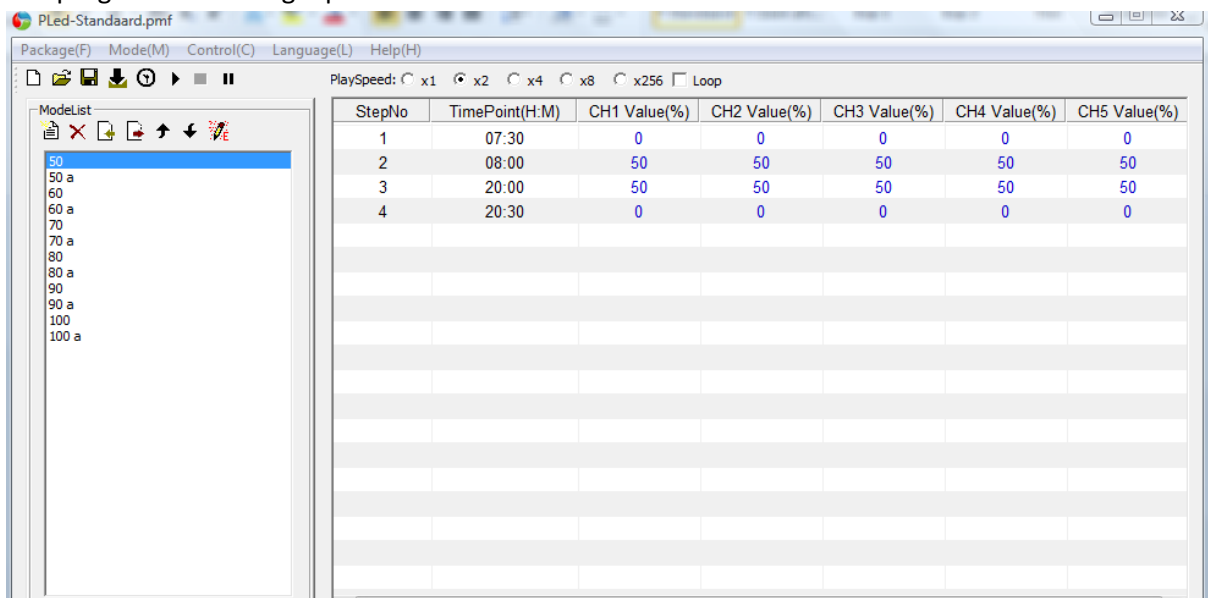 PLed-Standaard.pmf
Package(F) Mode(M) Control(C) Language(L) Help(H)
PlaySpeed: x1 x2 x4 x8 x256 Loop
ModeList
50
50 a
60
60 a
70
70 a
80
80 a
90
90 a
100
100 a
StepNo TimePoint(H:M) CH1 Value(%) CH2 Value(%) CH3 Value(%) CH4 Value(%) CH5 Value(%)
1 07:30 0 0 0 0 0
2 08:00 50 50 50 50 50
3 20:00 50 50 50 50 50
4 20:30 0 0 0 0 0